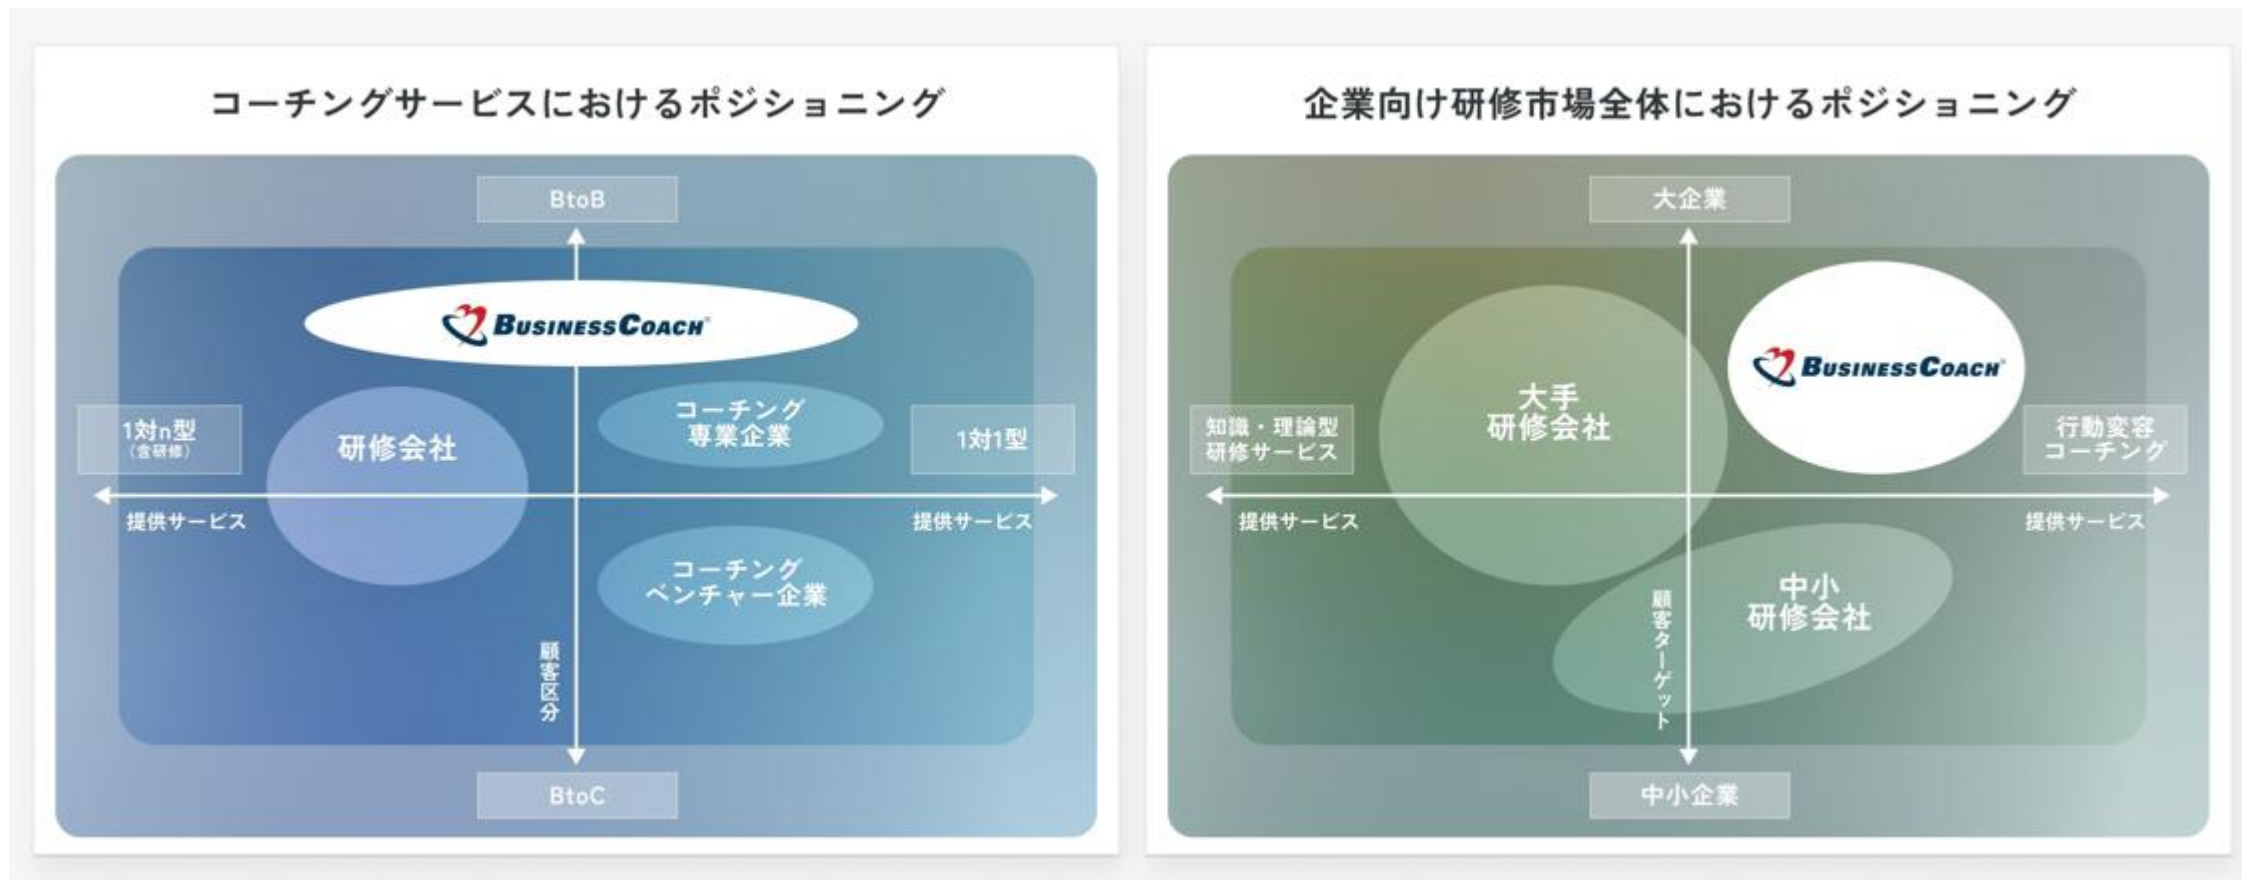 コーチングサービスにおけるポジショニング
BtoB
BUSINESSCOACH®
コーチング
専業企業
1対n型
（含研修）
研修会社
1対1型
提供サービス
提供サービス
コーチング
ベンチャー企業
顧客区分
BtoC
企業向け研修市場全体におけるポジショニング
大企業
BUSINESSCOACH®
大手
研修会社
知識・理論型
研修サービス
行動変容
コーチング
提供サービス
提供サービス
中小
研修会社
顧客ターゲット
中小企業